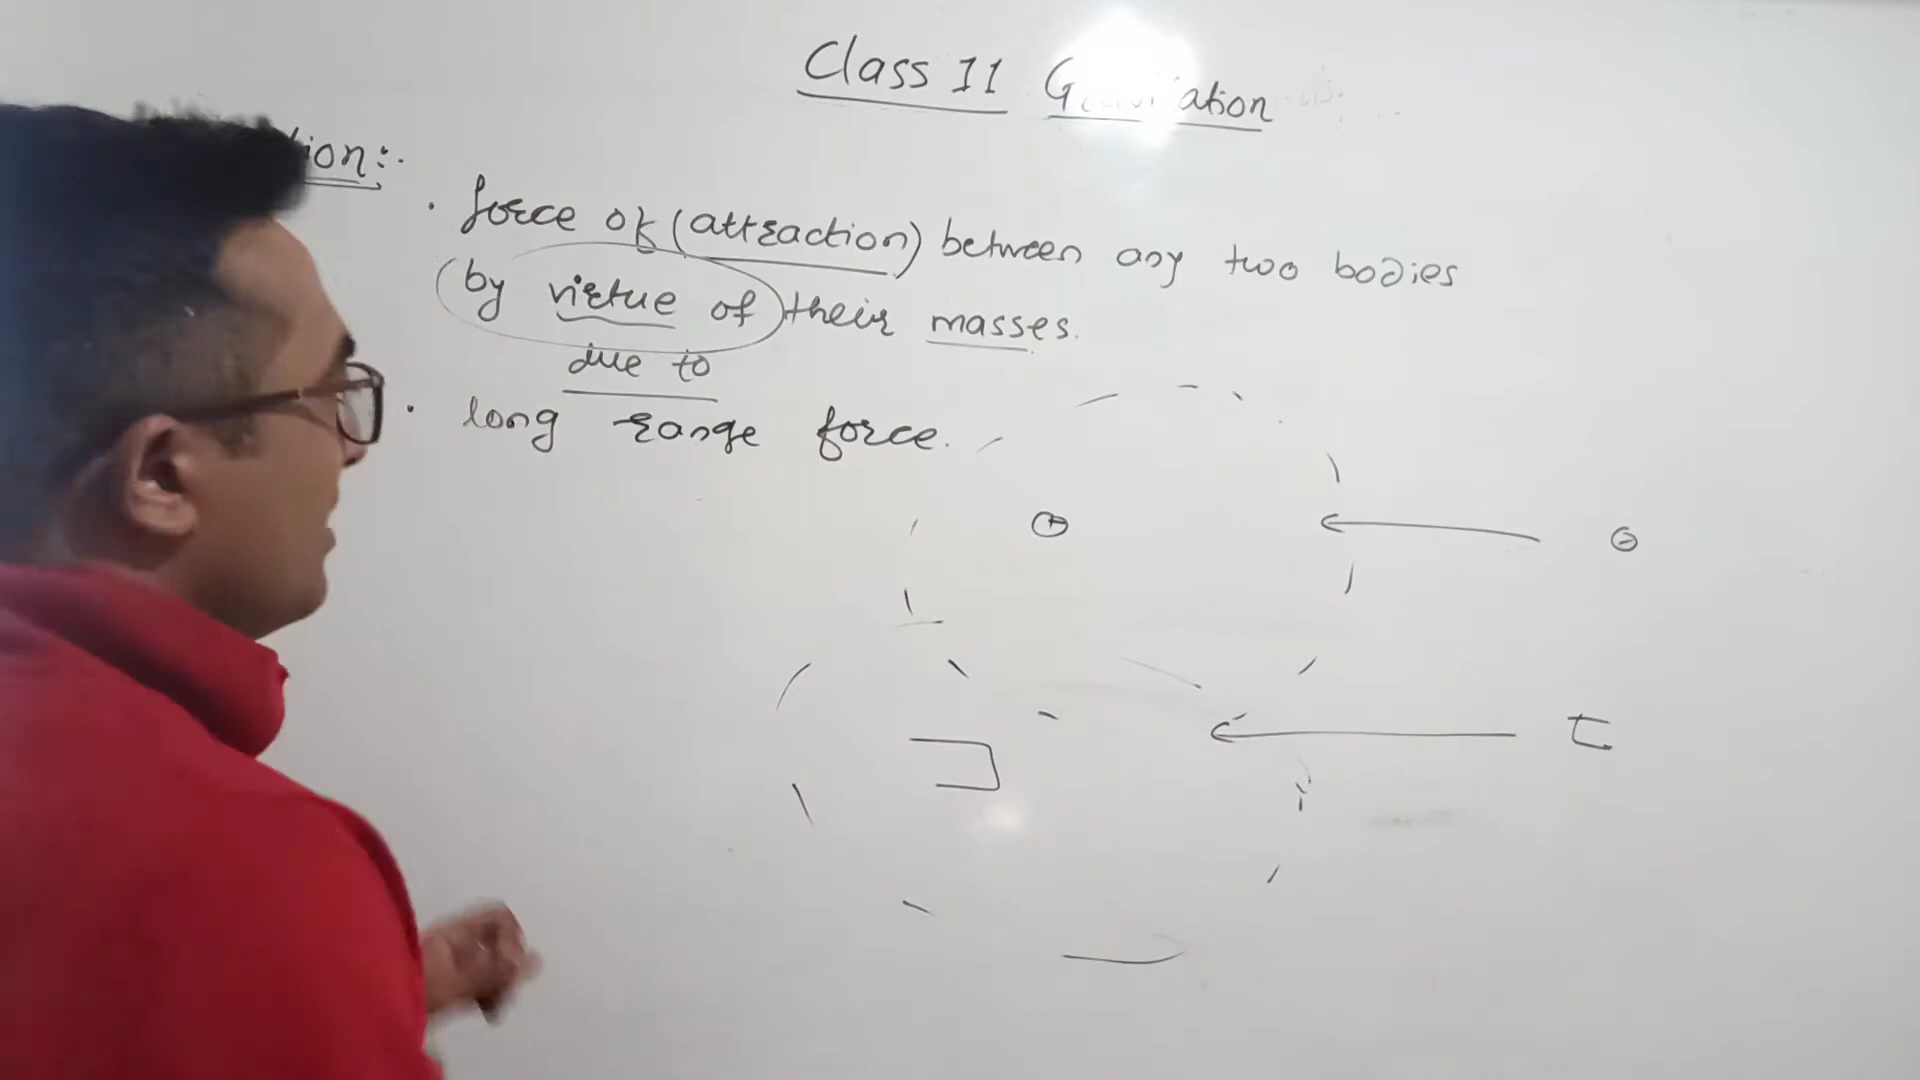 Class 11 Gravitation
ion:
. force of (attraction) between any two bodies
(by virtue of) their masses.
due to
. long range force.
+
-